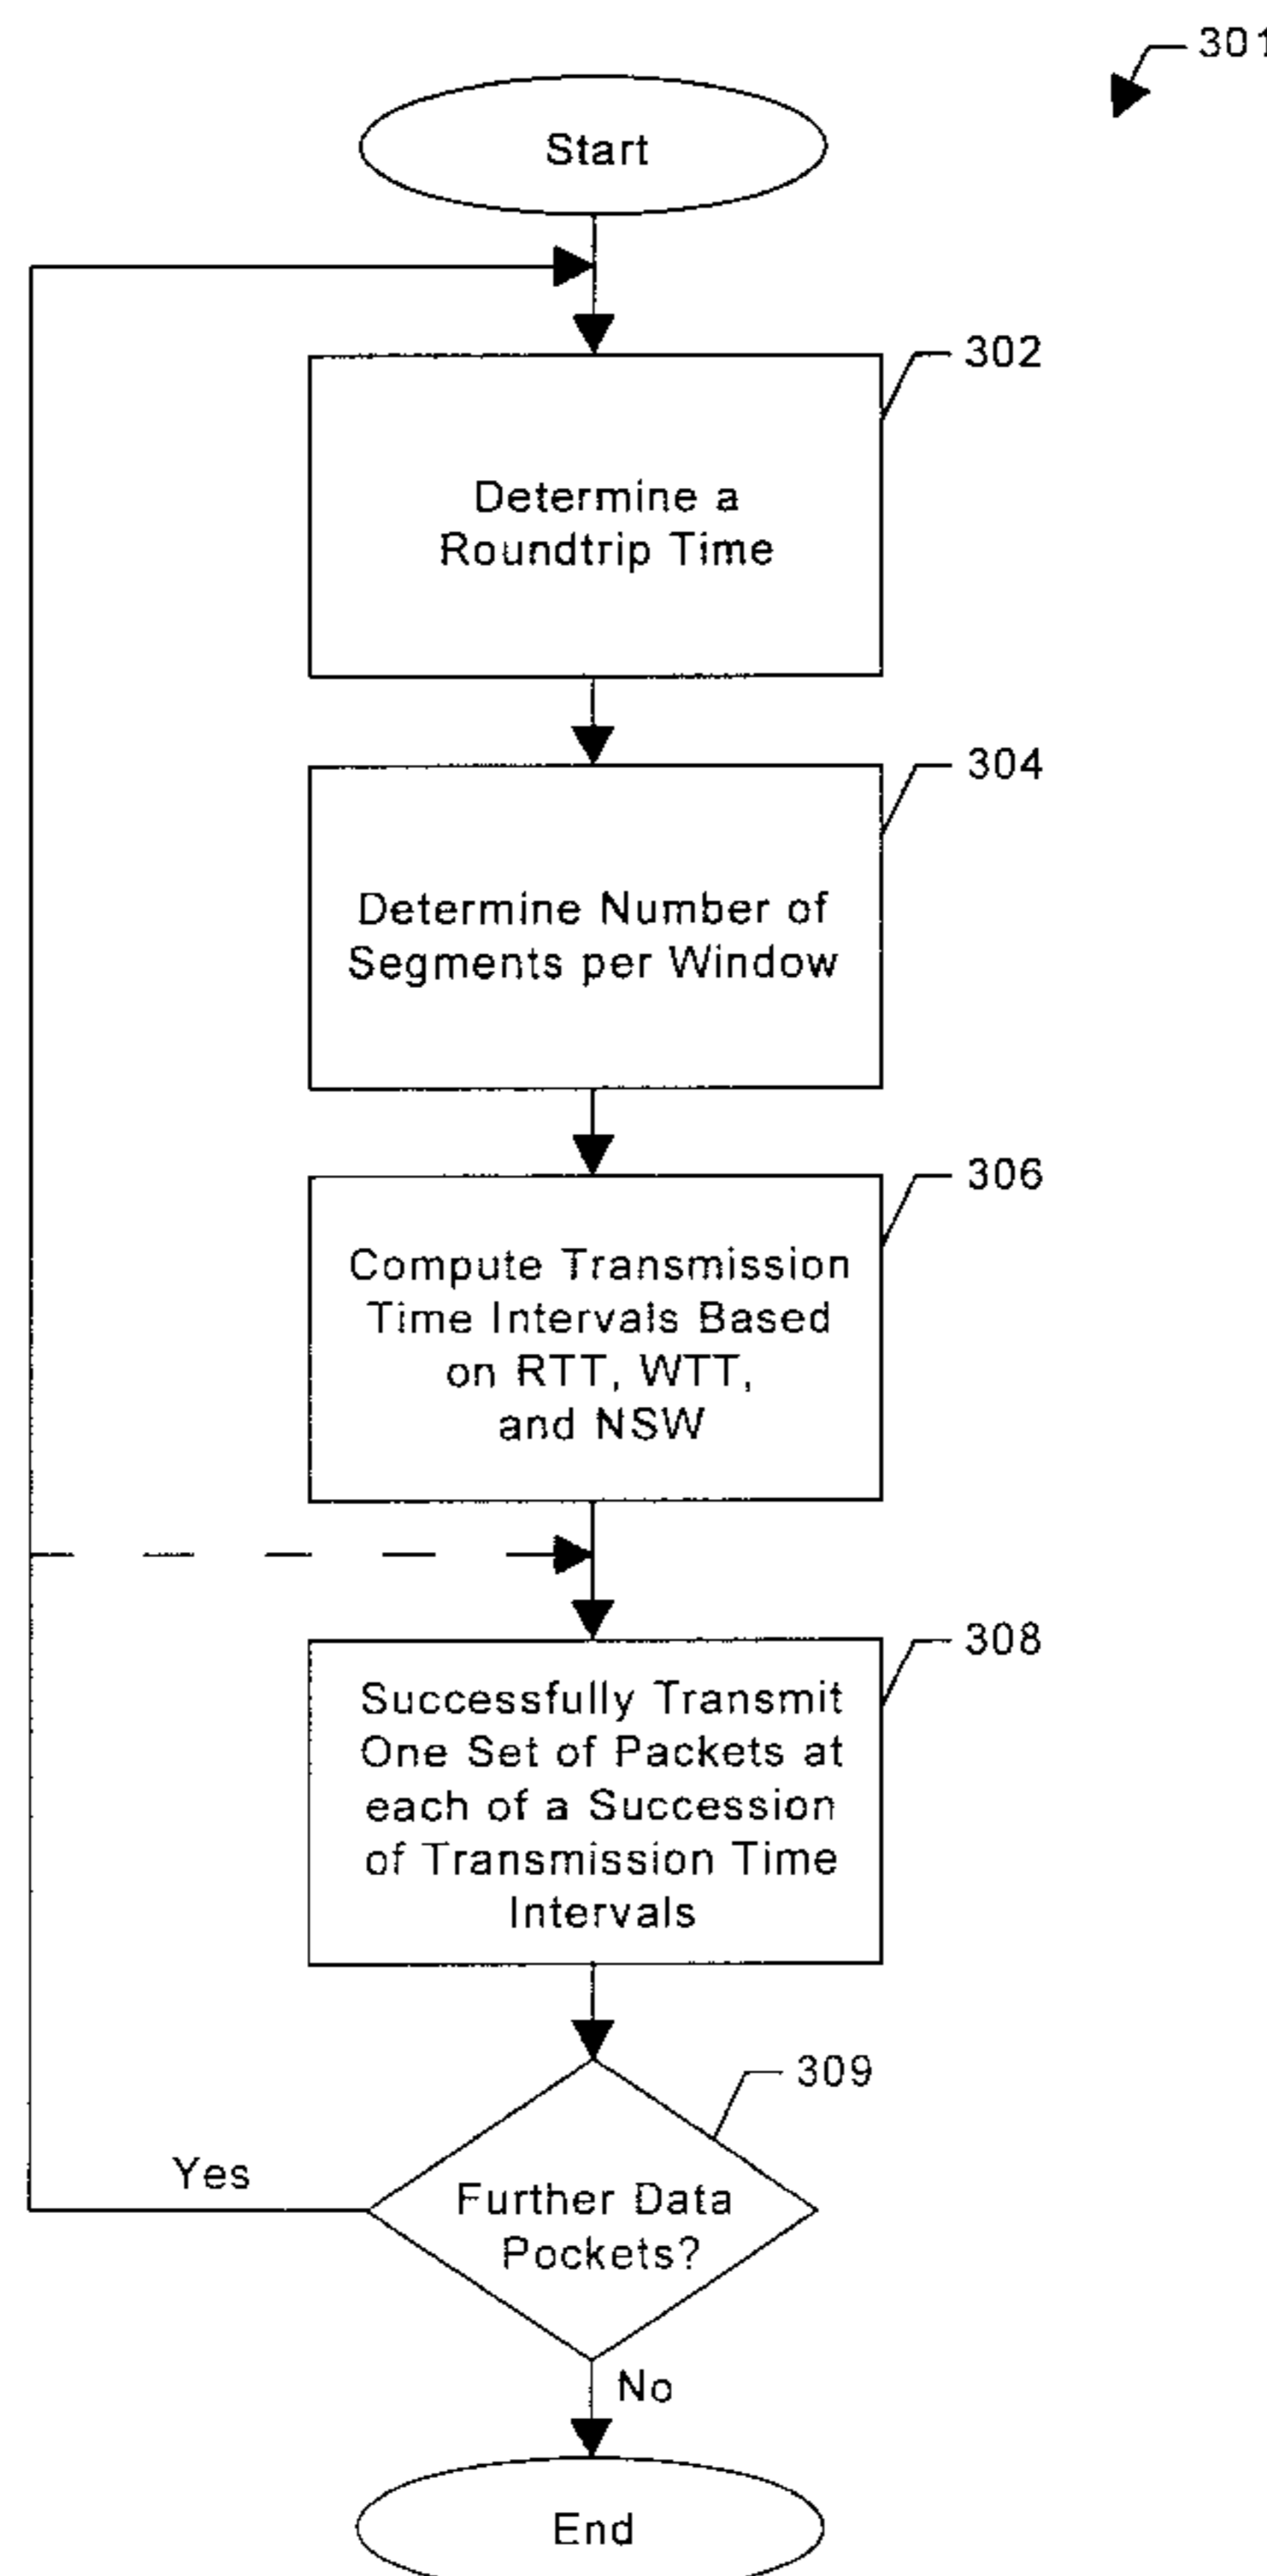 301
Start
302
Determine a
Roundtrip Time
304
Determine Number of
Segments per Window
306
Compute Transmission
Time Intervals Based
on RTT, WTT,
and NSW
308
Successfully Transmit
One Set of Packets at
each of a Succession
of Transmission Time
Intervals
309
Yes
Further Data
Pockets?
No
End